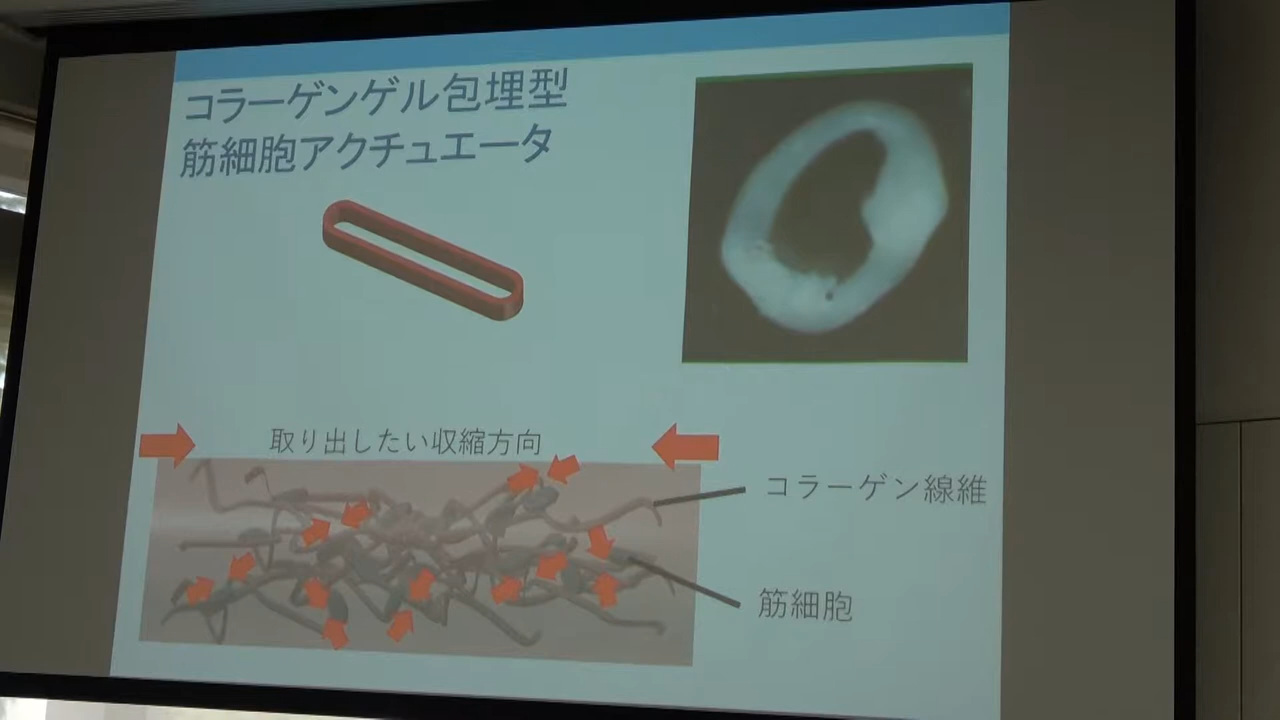 コラーゲンゲル包埋型
筋細胞アクチュエータ
取り出したい収縮方向
コラーゲン線維
筋細胞